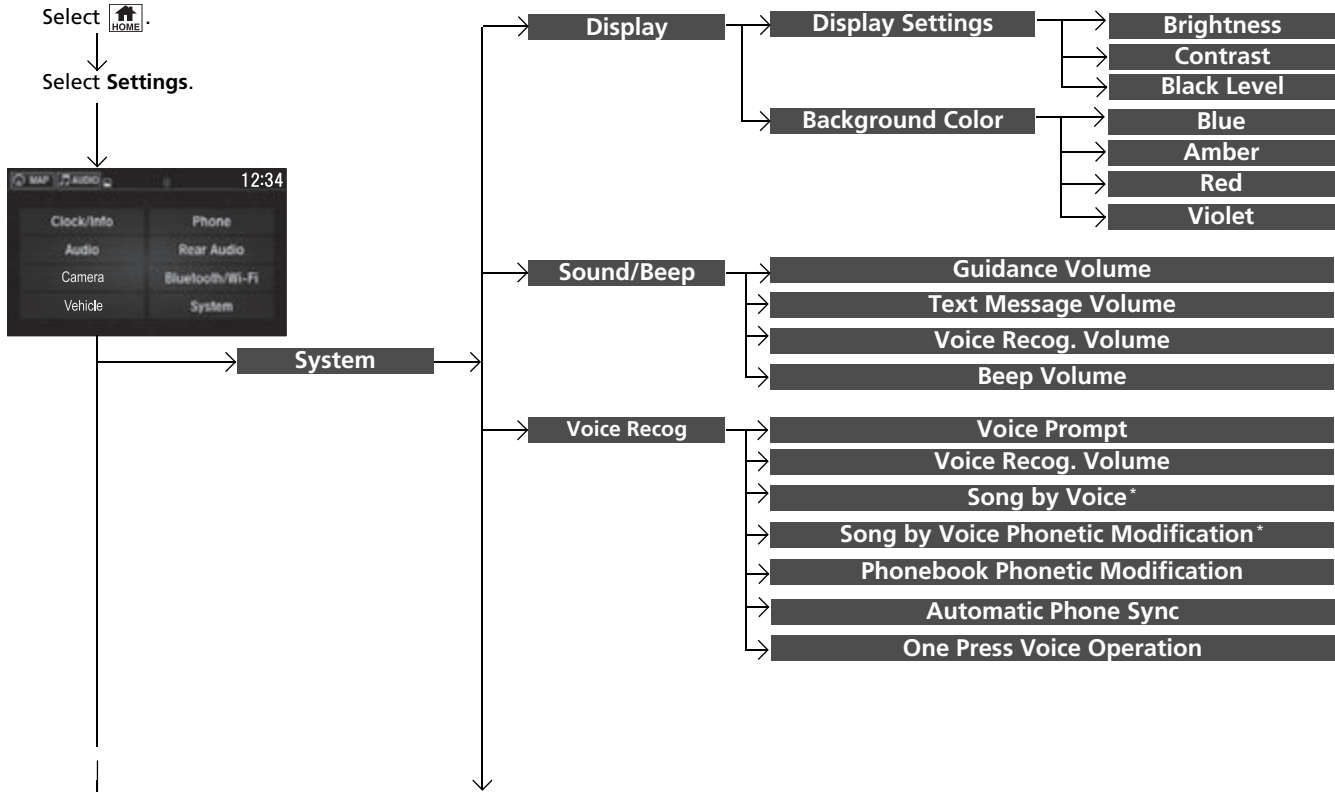 Select HOME.
Select Settings.
MAP AUDIO 12:34
Clock/Info Phone
Audio Rear Audio
Camera Bluetooth/Wi-Fi
Vehicle System
System
Display
Display Settings
Brightness
Contrast
Black Level
Background Color
Blue
Amber
Red
Violet
Sound/Beep
Guidance Volume
Text Message Volume
Voice Recog. Volume
Beep Volume
Voice Recog
Voice Prompt
Voice Recog. Volume
Song by Voice*
Song by Voice Phonetic Modification*
Phonebook Phonetic Modification
Automatic Phone Sync
One Press Voice Operation